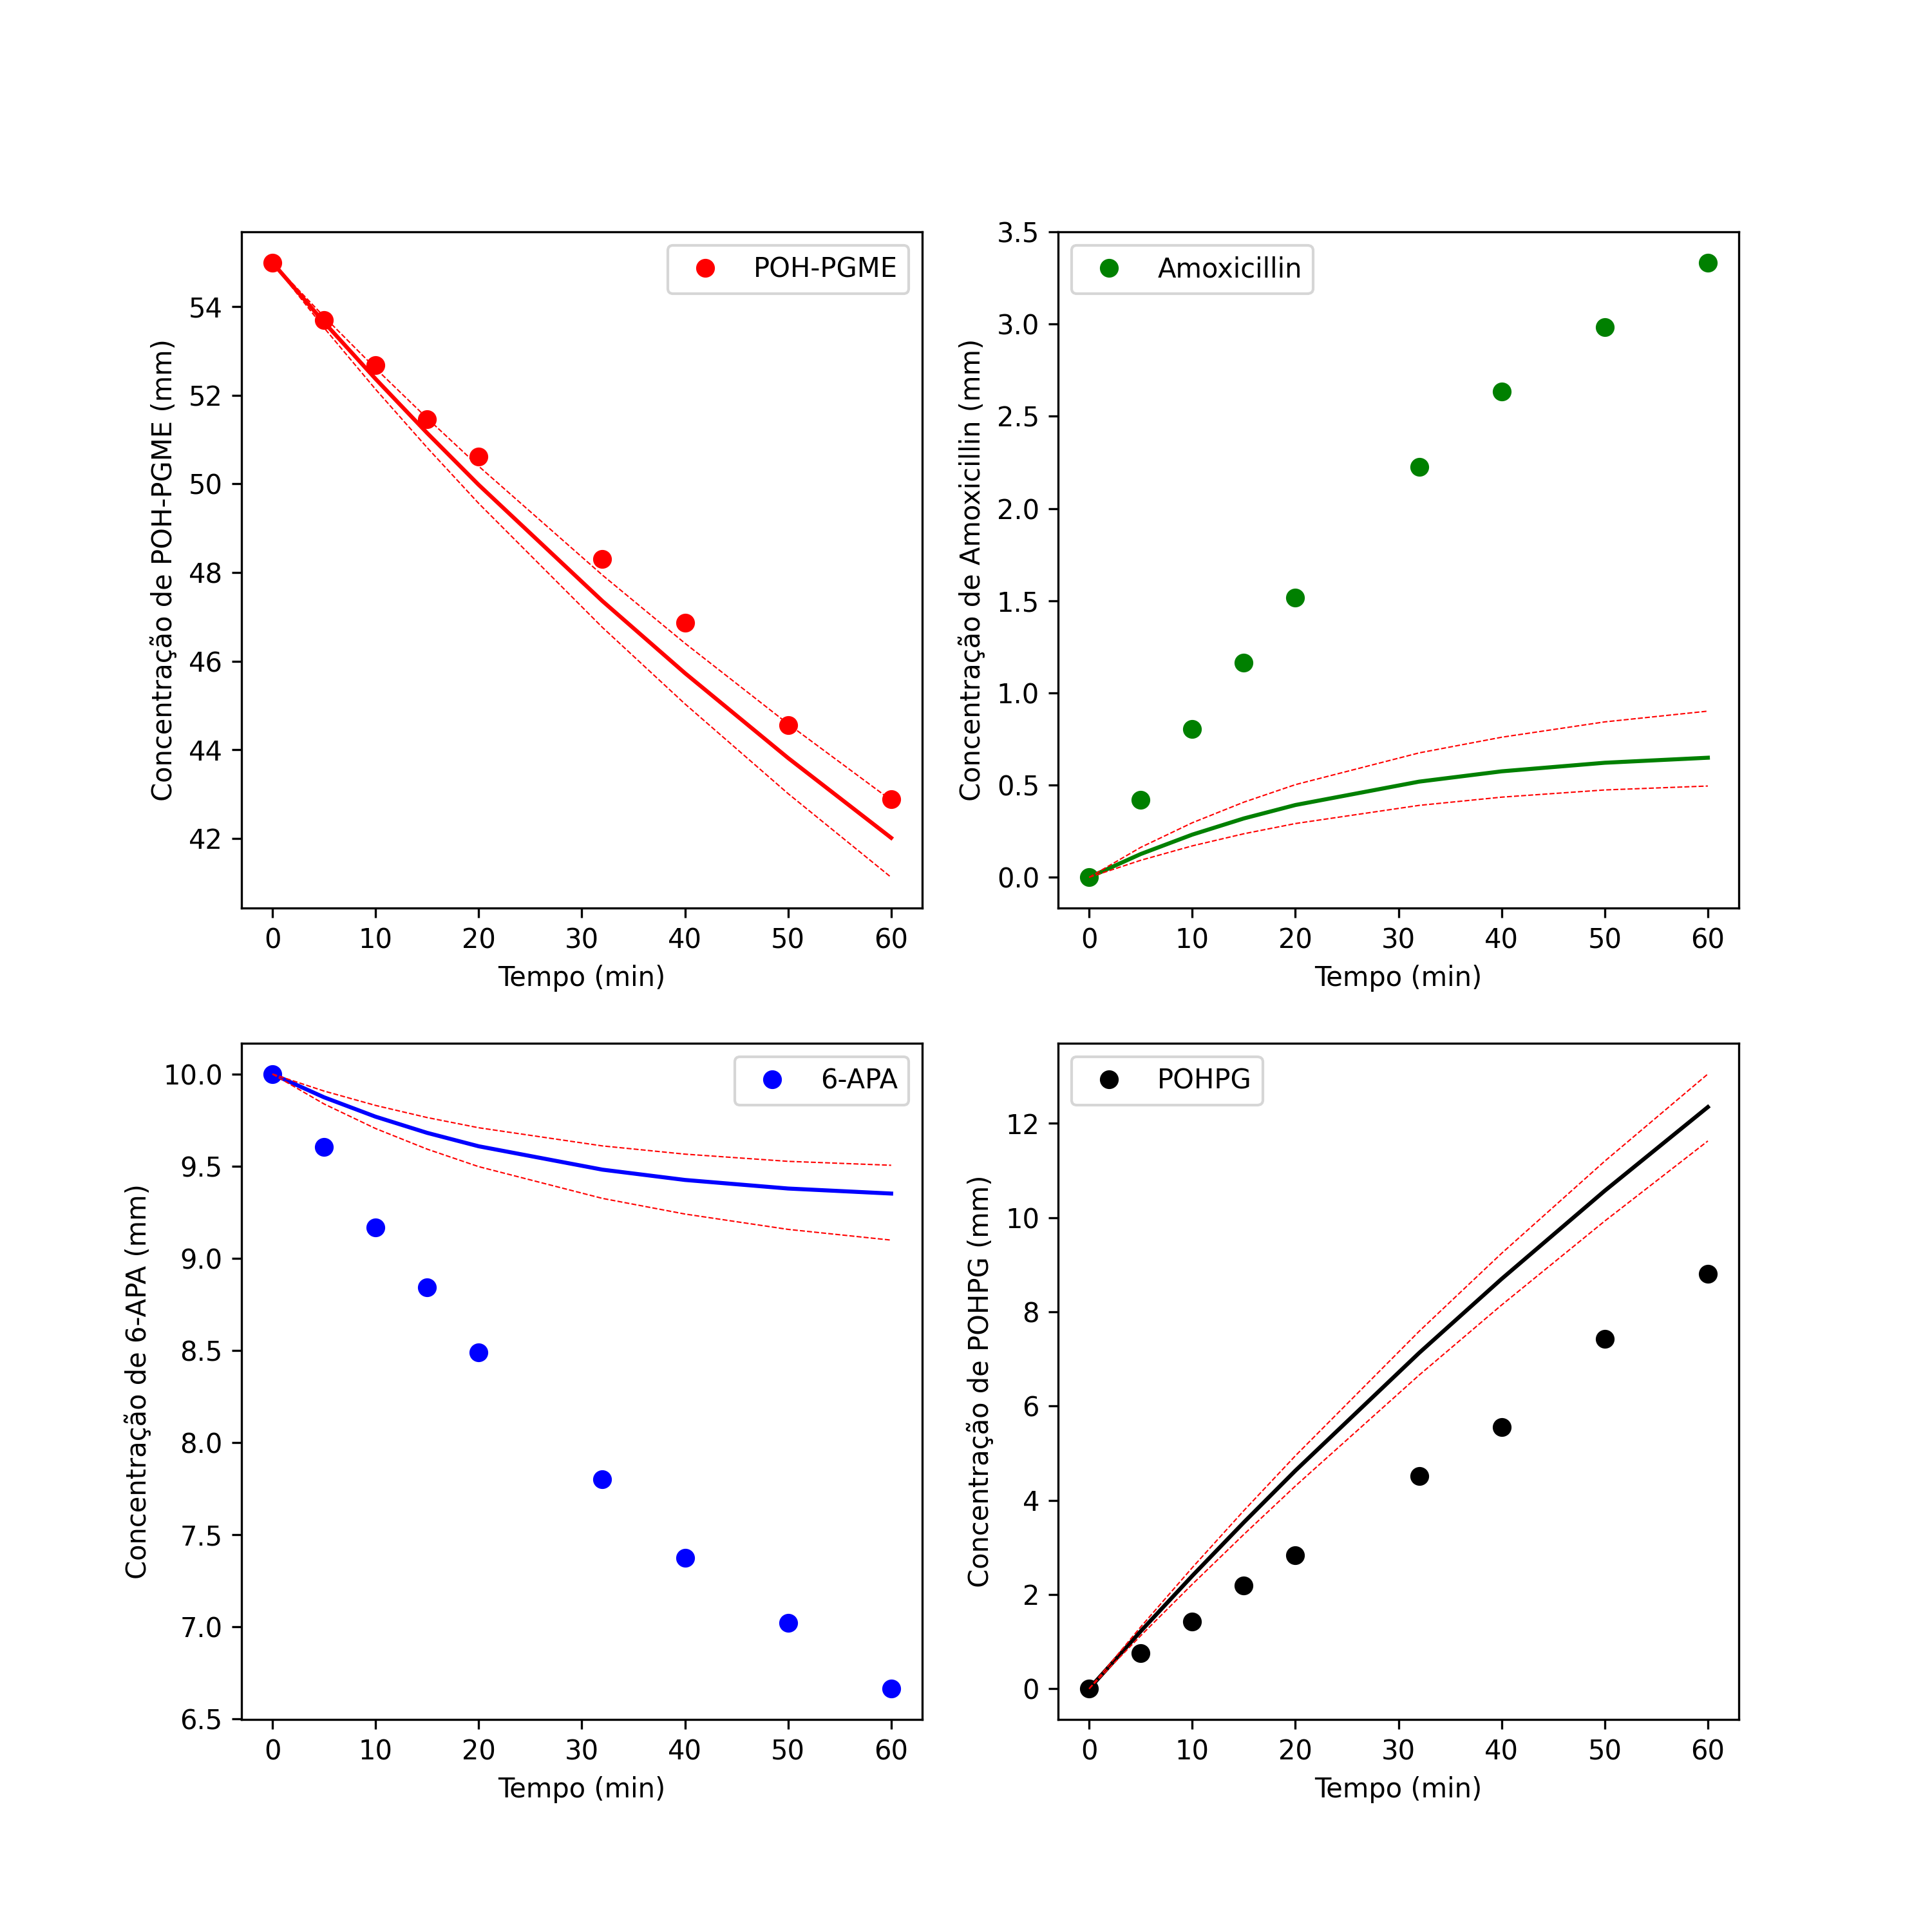 POH-PGME
54
52
50
48
46
44
42
Concentração de POH-PGME (mm)
0 10 20 30 40 50 60
Tempo (min)
Amoxicillin
3.5
3.0
2.5
2.0
1.5
1.0
0.5
0.0
Concentração de Amoxicillin (mm)
0 10 20 30 40 50 60
Tempo (min)
6-APA
10.0
9.5
9.0
8.5
8.0
7.5
7.0
6.5
Concentração de 6-APA (mm)
0 10 20 30 40 50 60
Tempo (min)
POHPG
12
10
8
6
4
2
0
Concentração de POHPG (mm)
0 10 20 30 40 50 60
Tempo (min)